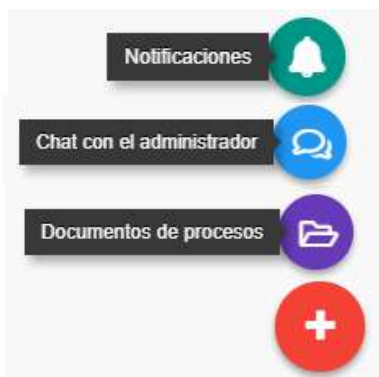 Notificaciones
Chat con el administrador
Documentos de procesos